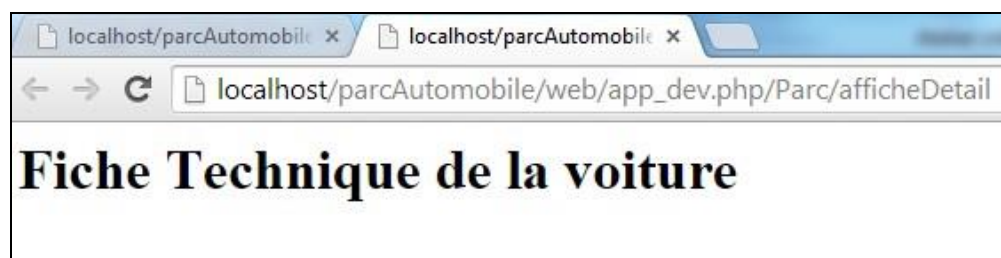 localhost/parcAutomobile localhost/parcAutomobile
localhost/parcAutomobile/web/app_dev.php/Parc/afficheDetail
Fiche Technique de la voiture